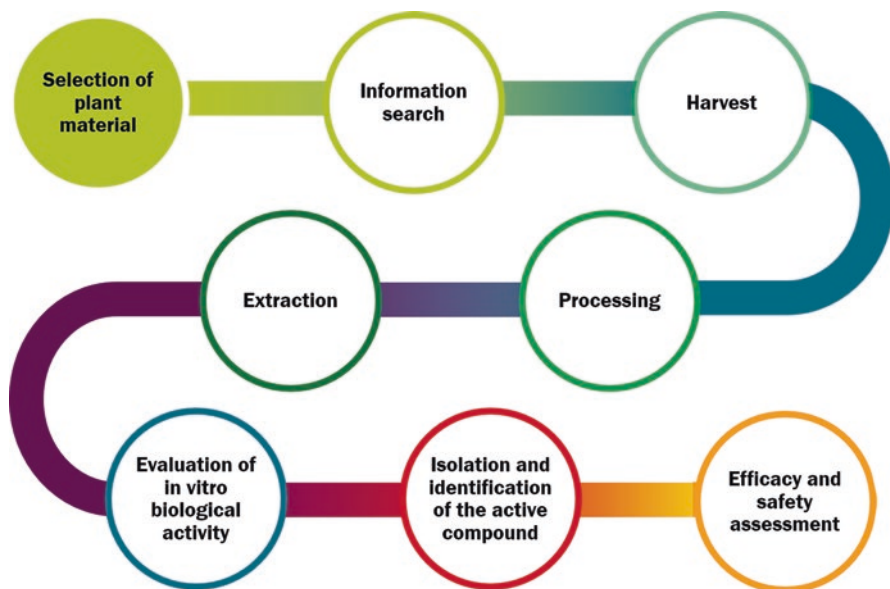 Selection of
plant
material
Information
search
Harvest
Processing
Extraction
Evaluation of
in vitro
biological
activity
Isolation and
identification
of the active
compound
Efficacy and
safety
assessment